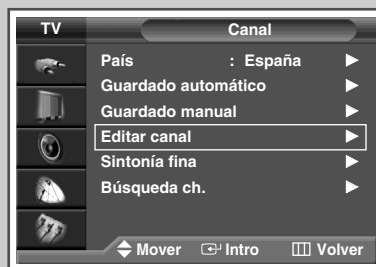 TV Canal
País : España
Guardado automático
Guardado manual
Editar canal
Sintonía fina
Búsqueda ch.
Mover Intro Volver